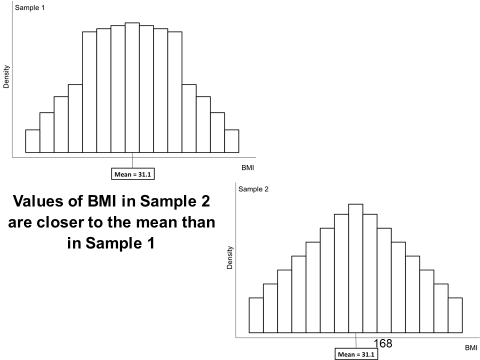 Sample 1
Density
BMI
Mean = 31.1
Values of BMI in Sample 2
are closer to the mean than
in Sample 1
Sample 2
Density
168
BMI
Mean = 31.1